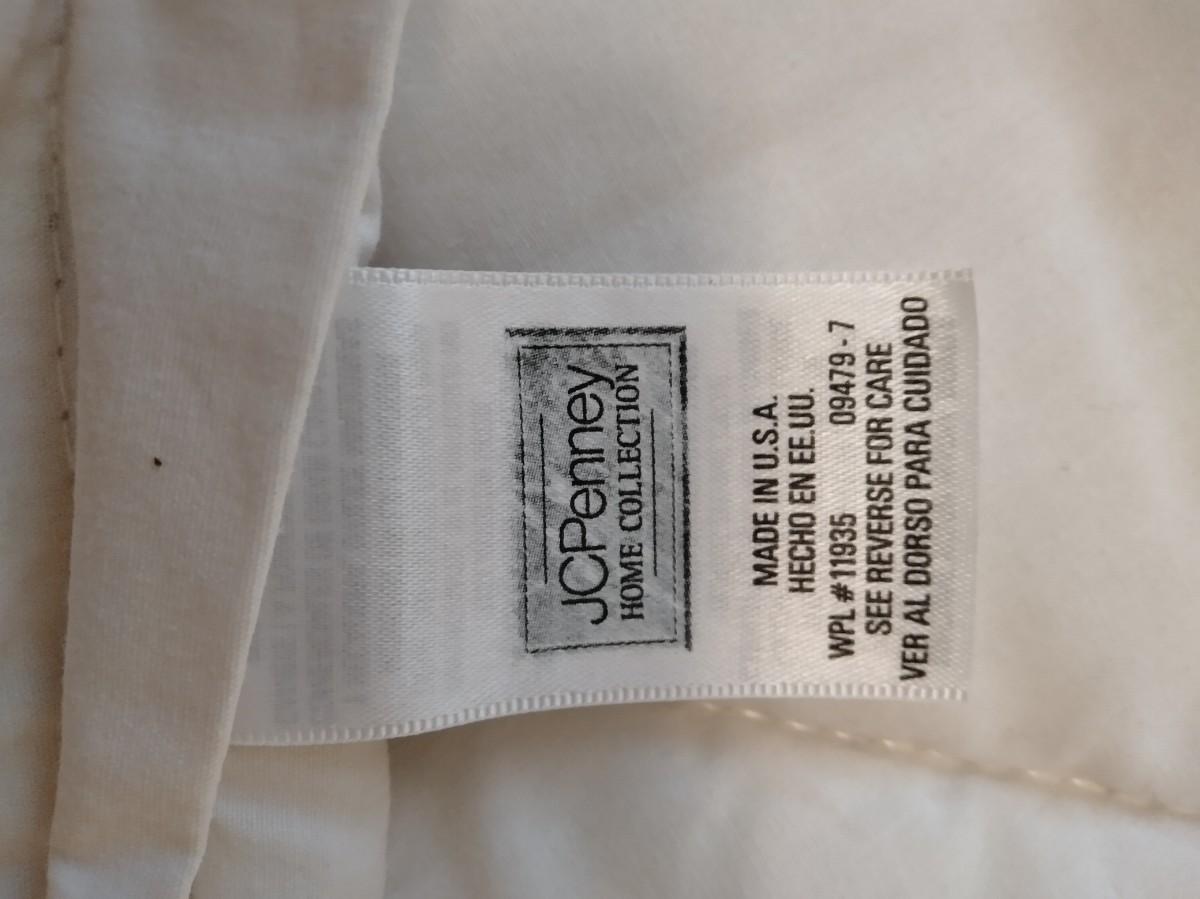 JCPenney
HOME COLLECTION
MADE IN U.S.A.
HECHO EN EE.UU.
WPL #11935 09479-7
SEE REVERSE FOR CARE
VER AL DORSO PARA CUIDADO